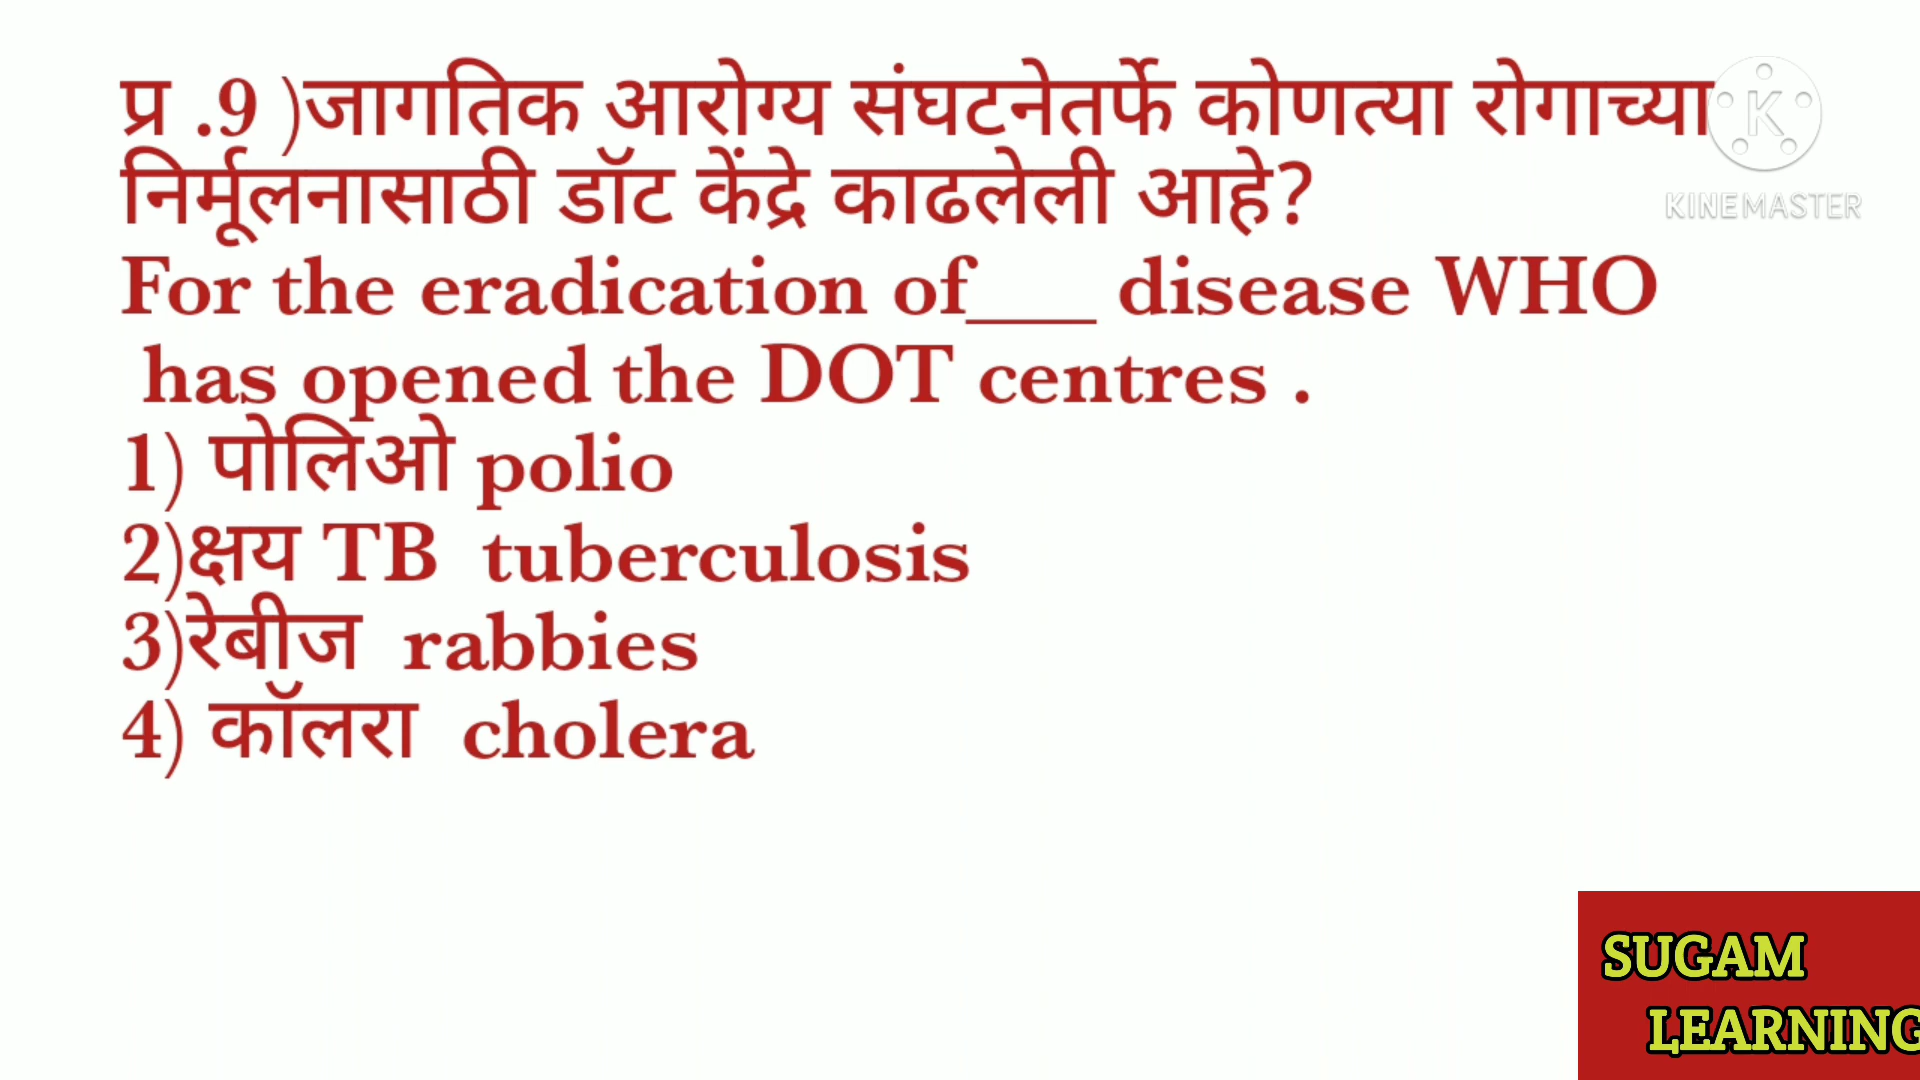 प्र .9 )जागतिक आरोग्य संघटनेतर्फे कोणत्या रोगाच्या
निर्मूलनासाठी डॉट केंद्रे काढलेली आहे?
For the eradication of___ disease WHO
has opened the DOT centres .
1) पोलिओ polio
2)क्षय TB tuberculosis
3)रेबीज rabbies
4) कॉलरा cholera
K
KINEMASTER
SUGAM
LEARNING